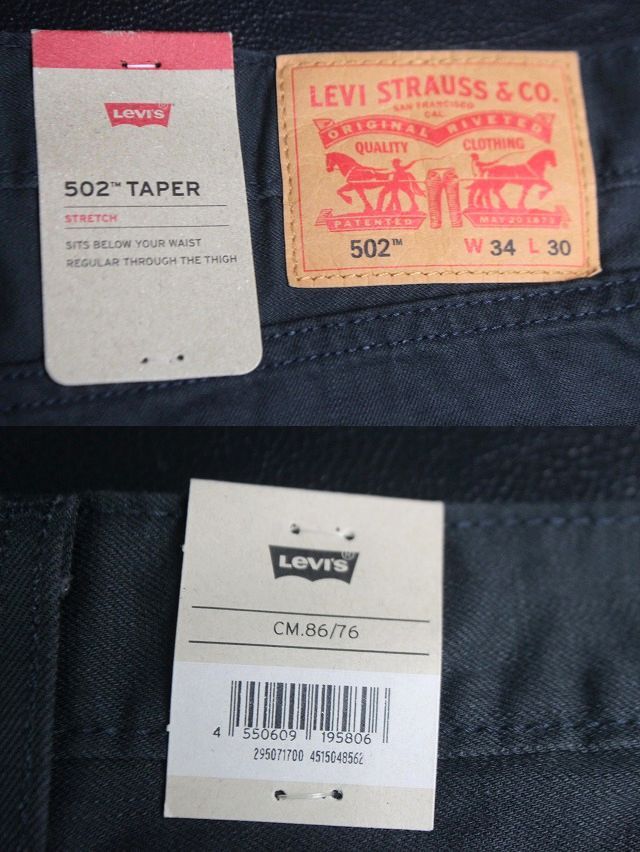 Levi's®
502™ TAPER
STRETCH
SITS BELOW YOUR WAIST
REGULAR THROUGH THE THIGH
LEVI STRAUSS & CO.
SAN FRANCISCO
CAL.
ORIGINAL RIVETED
QUALITY CLOTHING
PATENTED MAY 20 1873
502™ W 34 L 30
Levi's®
CM.86/76
4 550609 195806
295071700 4515048562